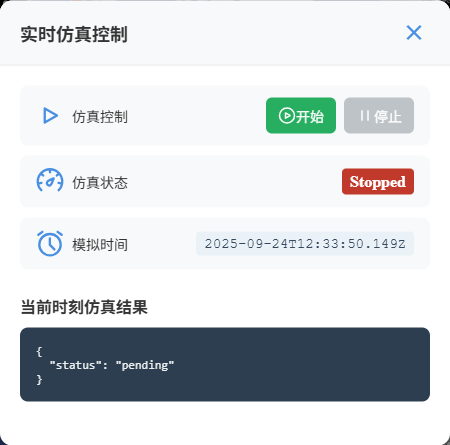 实时仿真控制
仿真控制 开始 停止
仿真状态 Stopped
模拟时间 2025-09-24T12:33:50.149Z
当前时刻仿真结果
{
  "status": "pending"
}